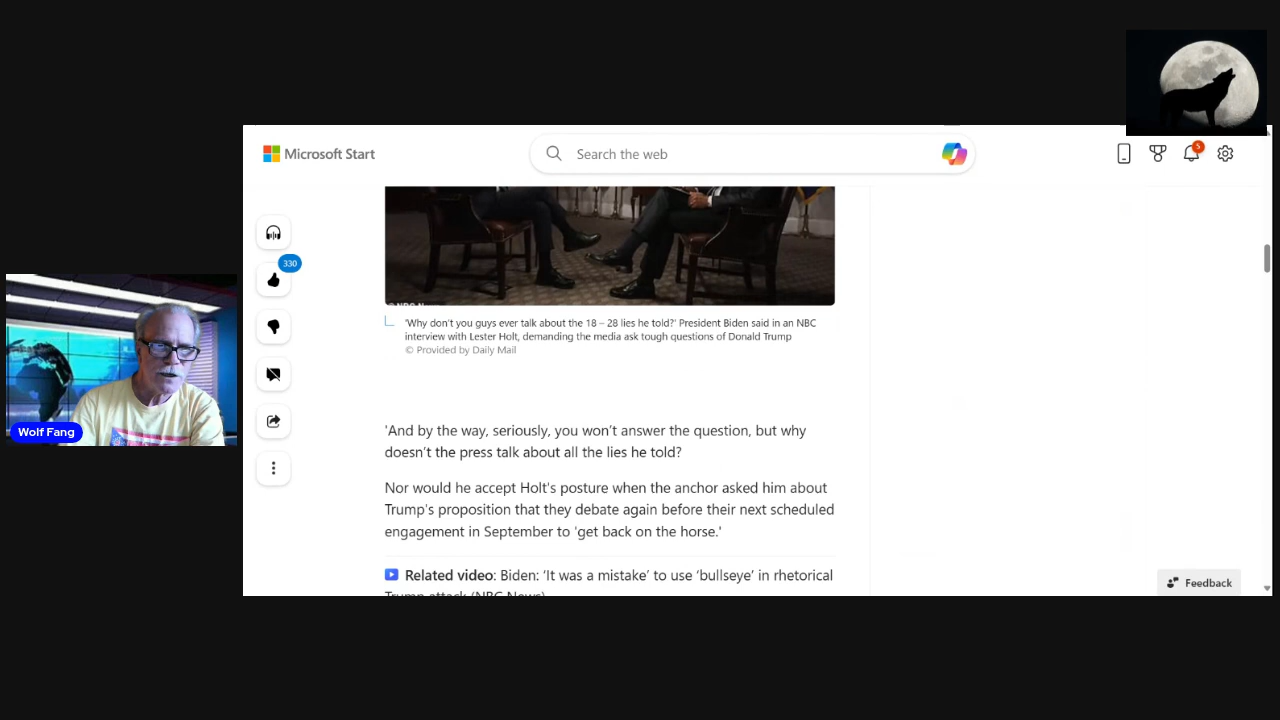 Microsoft Start
Search the web
5
330
'Why don't you guys ever talk about the 18 – 28 lies he told?' President Biden said in an NBC
interview with Lester Holt, demanding the media ask tough questions of Donald Trump
© Provided by Daily Mail
Wolf Fang
'And by the way, seriously, you won't answer the question, but why
doesn't the press talk about all the lies he told?
Nor would he accept Holt's posture when the anchor asked him about
Trump's proposition that they debate again before their next scheduled
engagement in September to 'get back on the horse.'
Related video: Biden: 'It was a mistake' to use 'bullseye' in rhetorical
Trump attack (NBC News)
Feedback